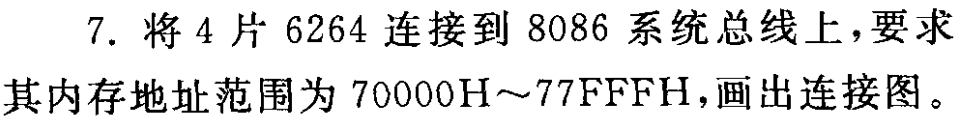 7. 将 4 片 6264 连接到 8086 系统总线上,要求
其内存地址范围为 70000H～77FFFH,画出连接图。